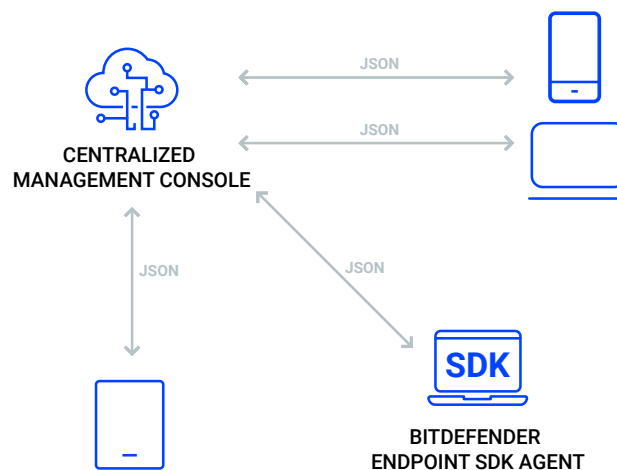 JSON
JSON
CENTRALIZED
MANAGEMENT CONSOLE
JSON
JSON
SDK
BITDEFENDER
ENDPOINT SDK AGENT